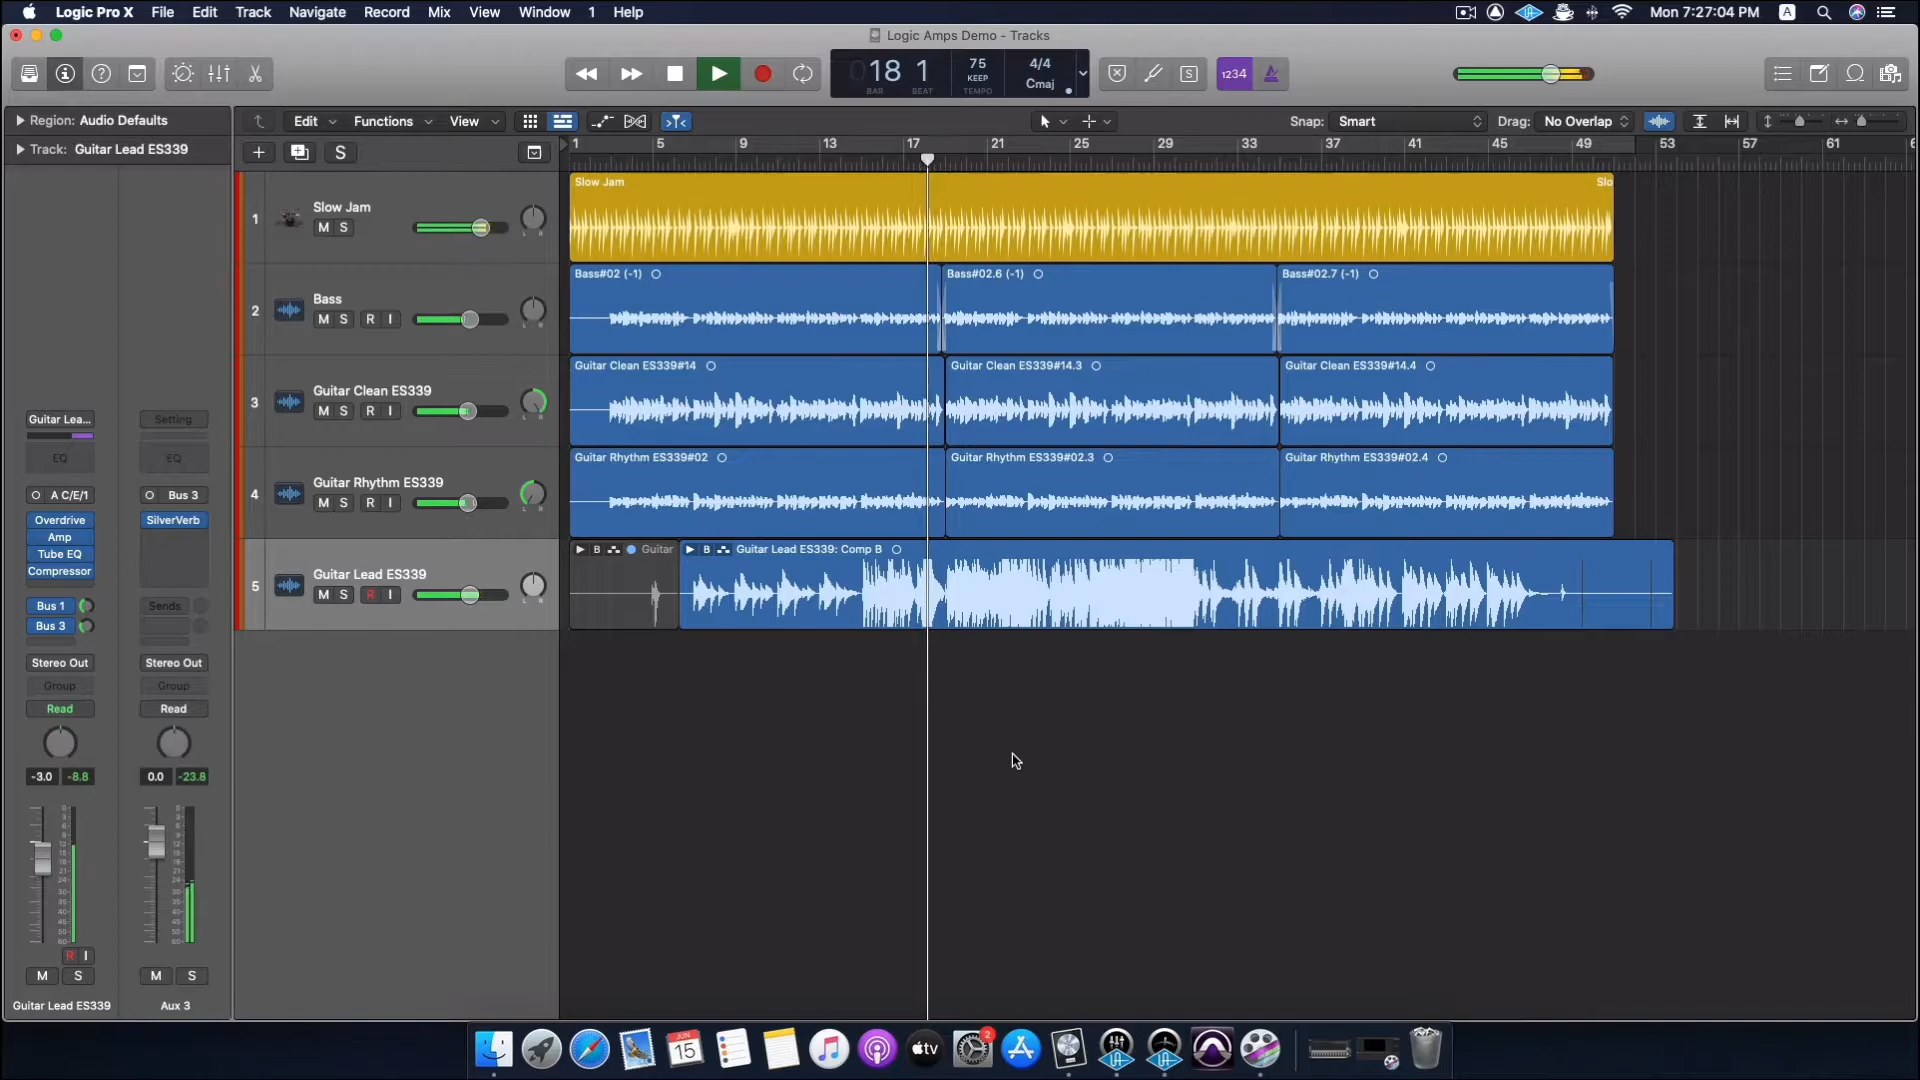 Logic Pro X File Edit Track Navigate Record Mix View Window 1 Help Mon 7:27:04 PM A
Logic Amps Demo - Tracks
18 1 75 KEEP 4/4 Cmaj
BAR BEAT TEMPO
S 1234
Region: Audio Defaults
Edit Functions View Snap: Smart Drag: No Overlap
Track: Guitar Lead ES339
S
1 5 9 13 17 21 25 29 33 37 41 45 49 53 57 61
1 Slow Jam
M S
L R
Slow Jam Slo
2 Bass
M S R I
L R
Bass#02 (-1) Bass#02.6 (-1) Bass#02.7 (-1)
3 Guitar Clean ES339
M S R I
L R
Guitar Clean ES339#14 Guitar Clean ES339#14.3 Guitar Clean ES339#14.4
4 Guitar Rhythm ES339
M S R I
L R
Guitar Rhythm ES339#02 Guitar Rhythm ES339#02.3 Guitar Rhythm ES339#02.4
5 Guitar Lead ES339
M S R I
L R
B Guitar B Guitar Lead ES339: Comp B
Guitar Lea... Setting
EQ EQ
A C/E/1 Bus 3
Overdrive SilverVerb
Amp
Tube EQ
Compressor
Bus 1 Sends
Bus 3
Stereo Out Stereo Out
Group Group
Read Read
-3.0 -8.8 0.0 -23.8
R I
M S M S
Guitar Lead ES339 Aux 3
JUN
15
tv
2